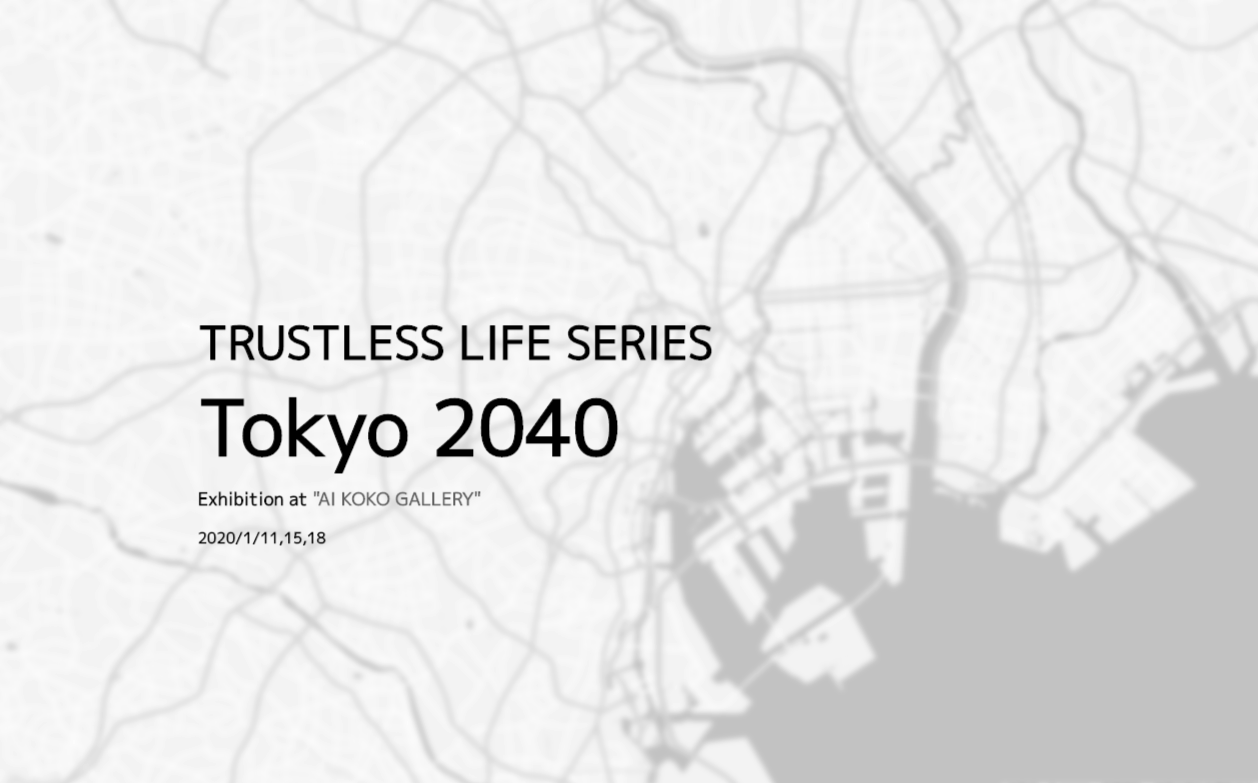 TRUSTLESS LIFE SERIES
Tokyo 2040
Exhibition at "AI KOKO GALLERY"
2020/1/11,15,18